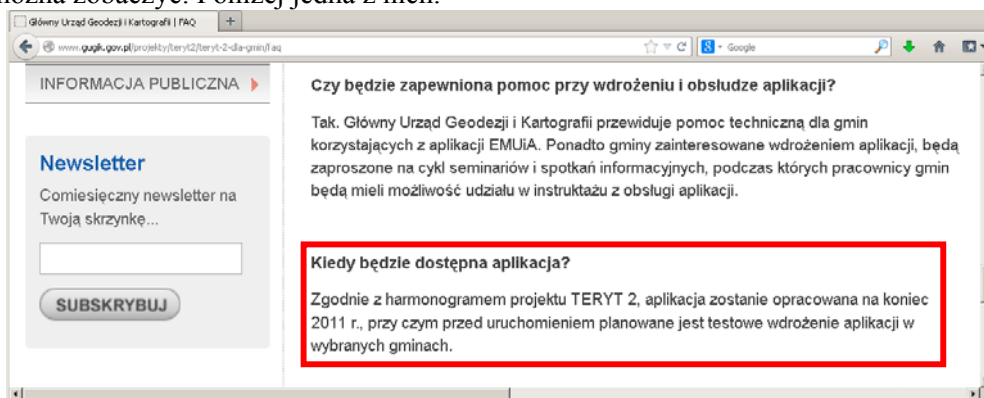 można zobaczyć. Poniżej jedna z nich.
Główny Urząd Geodezji i Kartografii | FAQ
www.gugik.gov.pl/projekty/teryt2/teryt-2-dla-gmin/faq
Google
INFORMACJA PUBLICZNA
Newsletter
Comiesięczny newsletter na
Twoją skrzynkę...
SUBSKRYBUJ
Czy będzie zapewniona pomoc przy wdrożeniu i obsłudze aplikacji?
Tak. Główny Urząd Geodezji i Kartografii przewiduje pomoc techniczną dla gmin
korzystających z aplikacji EMUiA. Ponadto gminy zainteresowane wdrożeniem aplikacji, będą
zaproszone na cykl seminariów i spotkań informacyjnych, podczas których pracownicy gmin
będą mieli możliwość udziału w instruktażu z obsługi aplikacji.
Kiedy będzie dostępna aplikacja?
Zgodnie z harmonogramem projektu TERYT 2, aplikacja zostanie opracowana na koniec
2011 r., przy czym przed uruchomieniem planowane jest testowe wdrożenie aplikacji w
wybranych gminach.